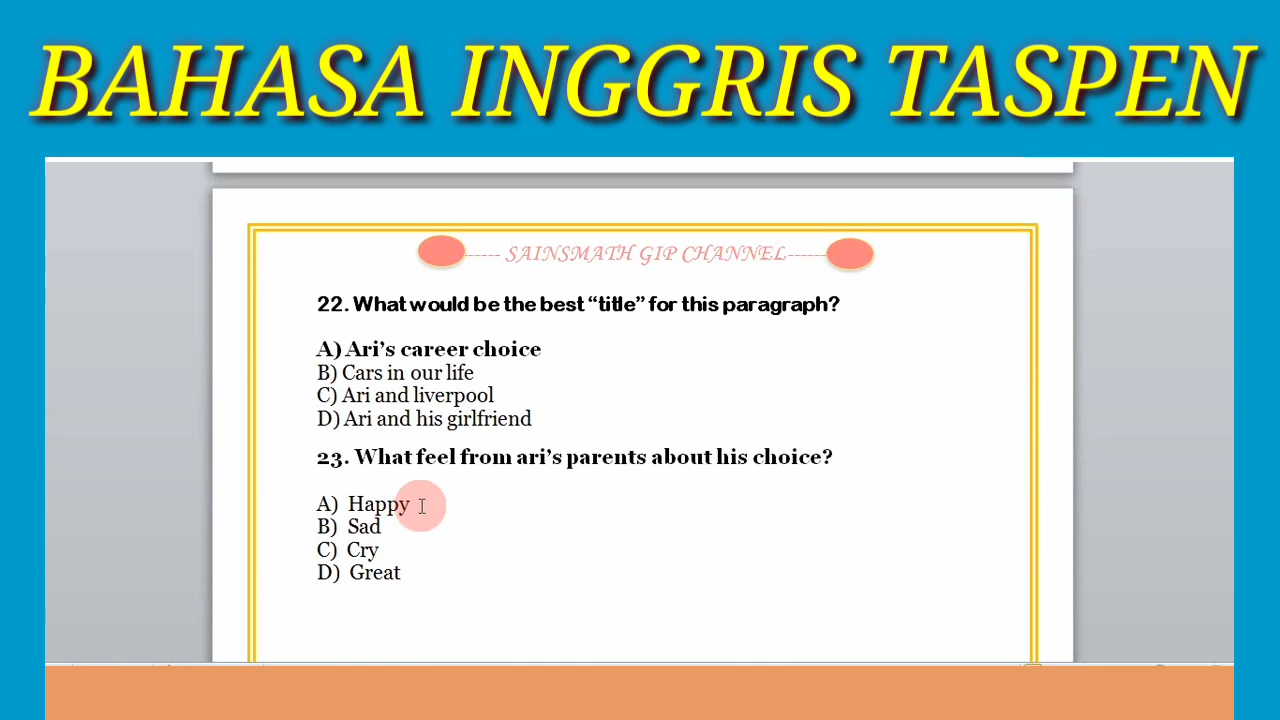 BAHASA INGGRIS TASPEN
------ SAINSMATH GIP CHANNEL------
22. What would be the best “title” for this paragraph?
A) Ari’s career choice
B) Cars in our life
C) Ari and liverpool
D) Ari and his girlfriend
23. What feel from ari’s parents about his choice?
A) Happy
B) Sad
C) Cry
D) Great